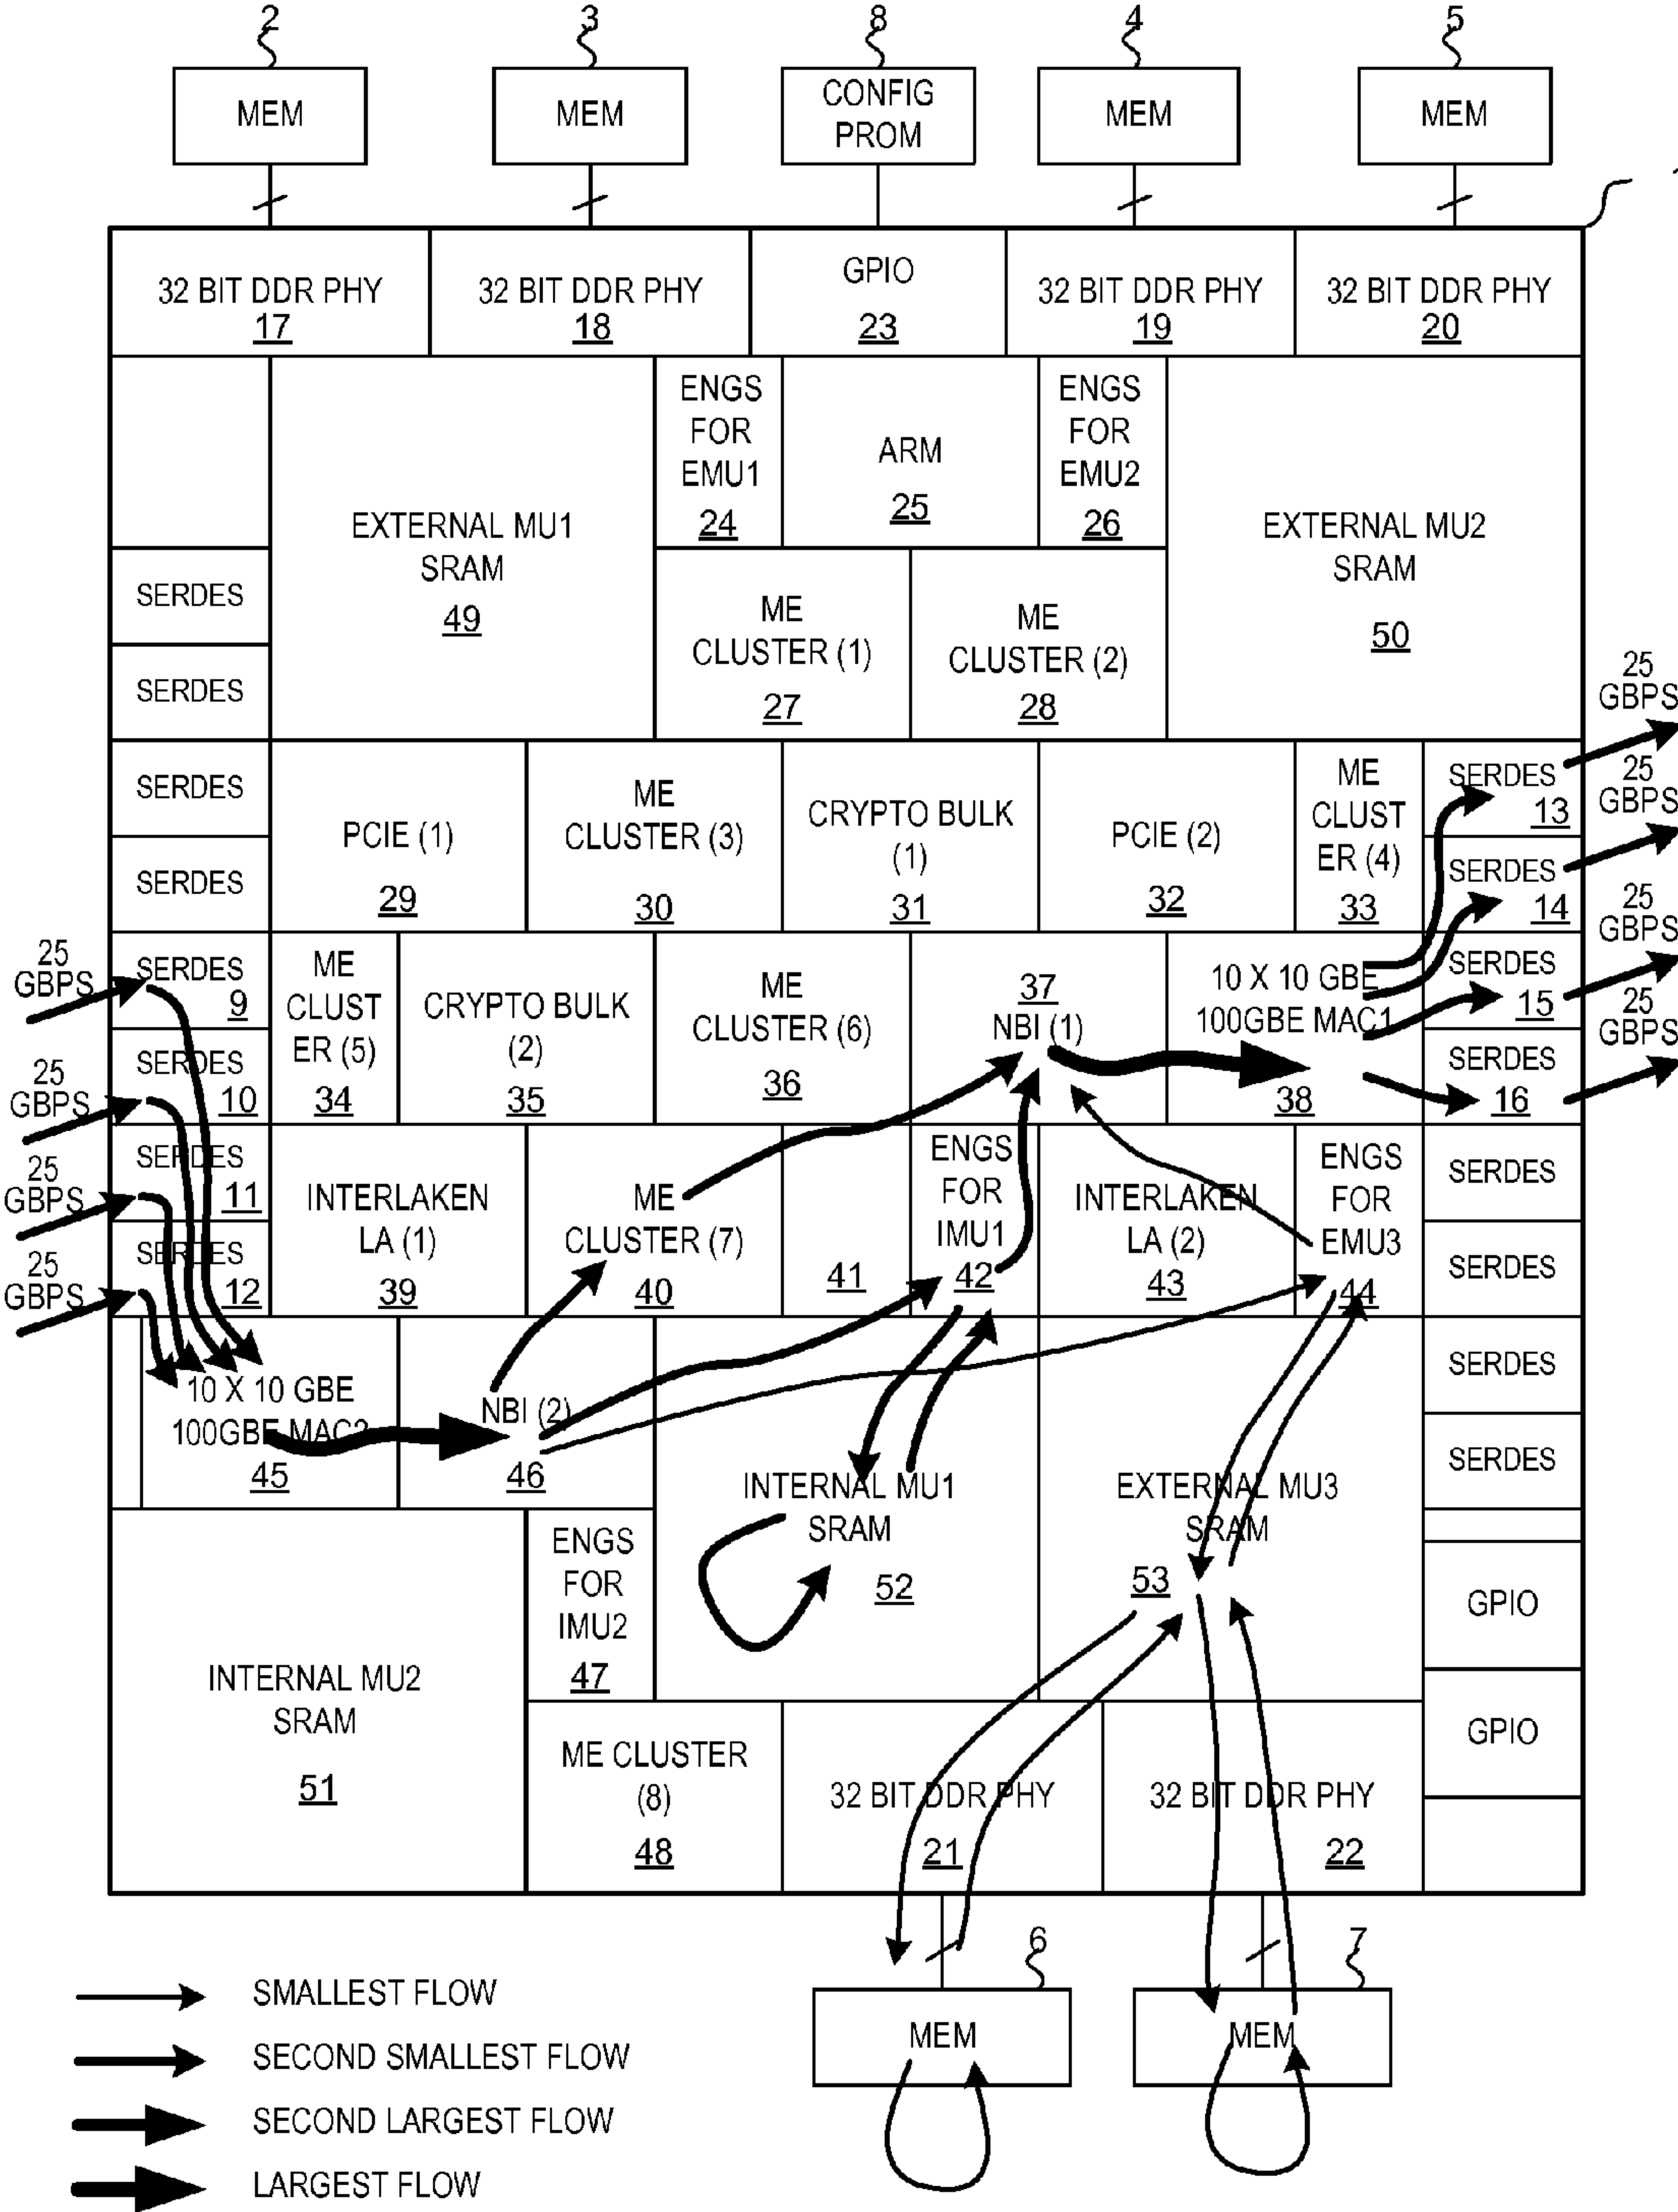 2
3
8
4
5
MEM
MEM
CONFIG
PROM
MEM
MEM
32 BIT DDR PHY
17
32 BIT DDR PHY
18
GPIO
23
32 BIT DDR PHY
19
32 BIT DDR PHY
20
EXTERNAL MU1
SRAM
49
ENGS
FOR
EMU1
24
ARM
25
ENGS
FOR
EMU2
26
EXTERNAL MU2
SRAM
50
SERDES
SERDES
ME
CLUSTER (1)
27
ME
CLUSTER (2)
28
25
GBPS
25
GBPS
25
GBPS
25
GBPS
SERDES
SERDES
PCIE (1)
29
ME
CLUSTER (3)
30
CRYPTO BULK
(1)
31
PCIE (2)
32
ME
CLUST
ER (4)
33
SERDES
13
SERDES
14
25
GBPS
25
GBPS
25
GBPS
25
GBPS
SERDES
9
SERDES
10
ME
CLUST
ER (5)
34
CRYPTO BULK
(2)
35
ME
CLUSTER (6)
36
37
NBI (1)
10 X 10 GBE
100GBE MAC1
38
SERDES
15
SERDES
16
SERDES
11
SERDES
12
INTERLAKEN
LA (1)
39
ME
CLUSTER (7)
40
41
ENGS
FOR
IMU1
42
INTERLAKEN
LA (2)
43
ENGS
FOR
EMU3
44
SERDES
SERDES
10 X 10 GBE
100GBE MAC2
45
NBI (2)
46
INTERNAL MU1
SRAM
52
EXTERNAL MU3
SRAM
53
SERDES
SERDES
INTERNAL MU2
SRAM
51
ENGS
FOR
IMU2
47
GPIO
GPIO
ME CLUSTER
(8)
48
32 BIT DDR PHY
21
32 BIT DDR PHY
22
6
7
MEM
MEM
SMALLEST FLOW
SECOND SMALLEST FLOW
SECOND LARGEST FLOW
LARGEST FLOW